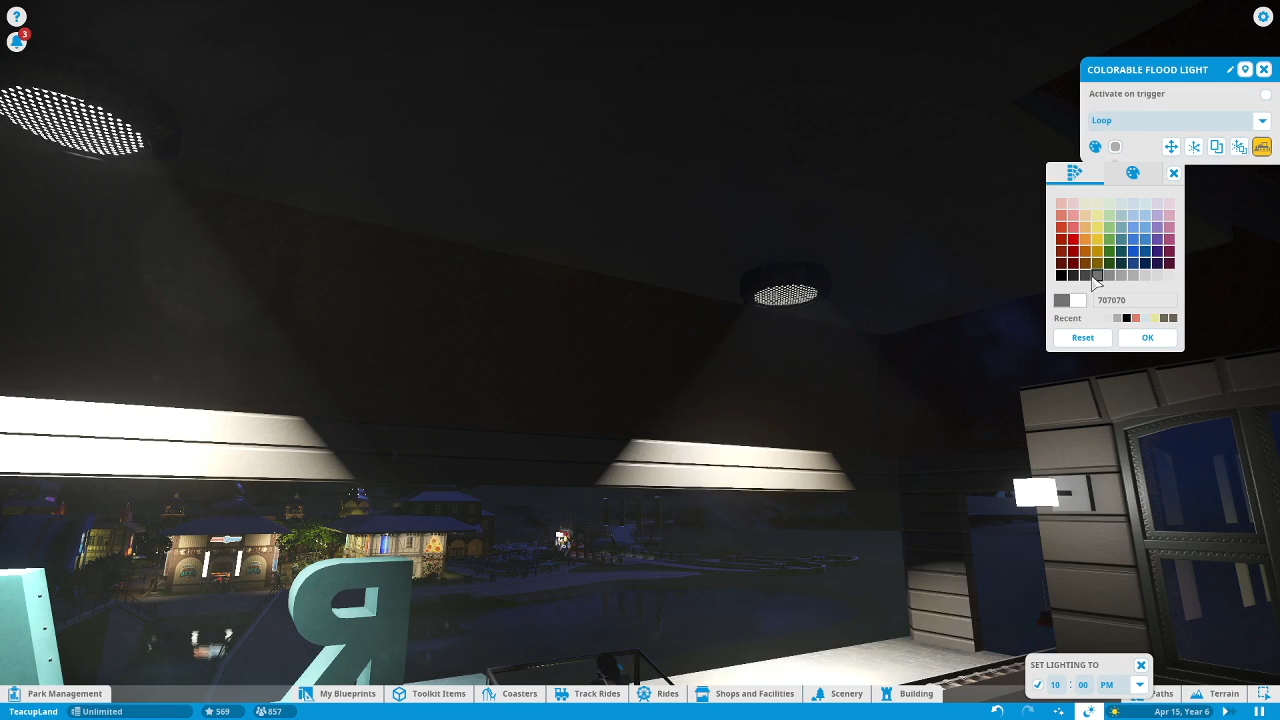 ?
3
COLORABLE FLOOD LIGHT
Activate on trigger
Loop
707070
Recent
Reset
OK
R
SET LIGHTING TO
10 : 00 PM
Park Management
My Blueprints
Toolkit Items
Coasters
Track Rides
Rides
Shops and Facilities
Scenery
Building
Paths
Terrain
TeacupLand
Unlimited
569
857
Apr 15, Year 6